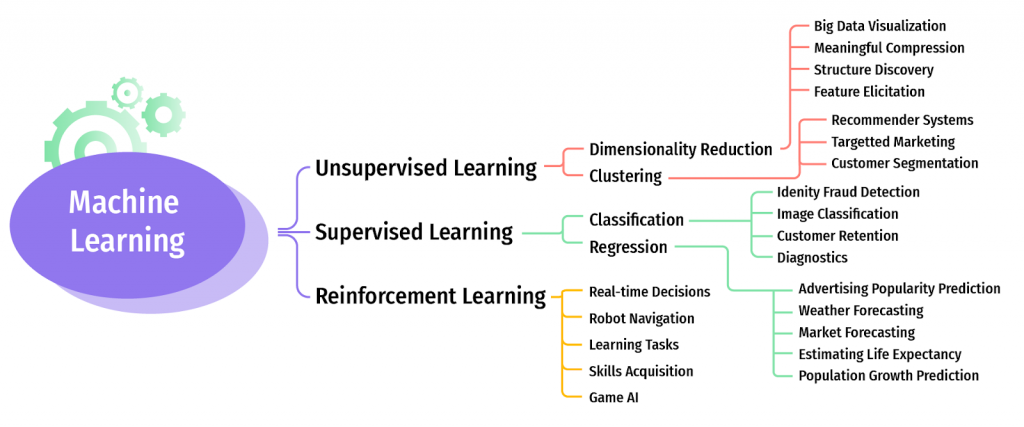 Machine
Learning
Unsupervised Learning
Dimensionality Reduction
Big Data Visualization
Meaningful Compression
Structure Discovery
Feature Elicitation
Clustering
Recommender Systems
Targetted Marketing
Customer Segmentation
Supervised Learning
Classification
Idenity Fraud Detection
Image Classification
Customer Retention
Diagnostics
Regression
Advertising Popularity Prediction
Weather Forecasting
Market Forecasting
Estimating Life Expectancy
Population Growth Prediction
Reinforcement Learning
Real-time Decisions
Robot Navigation
Learning Tasks
Skills Acquisition
Game AI